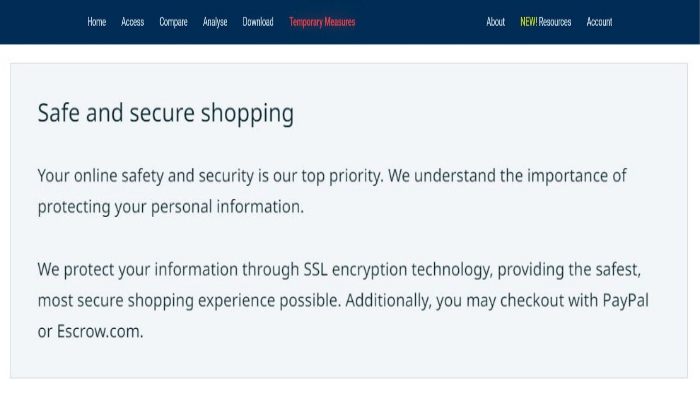 Home Access Compare Analyse Download Temporary Measures About NEW! Resources Account
Safe and secure shopping
Your online safety and security is our top priority. We understand the importance of
protecting your personal information.
We protect your information through SSL encryption technology, providing the safest,
most secure shopping experience possible. Additionally, you may checkout with PayPal
or Escrow.com.